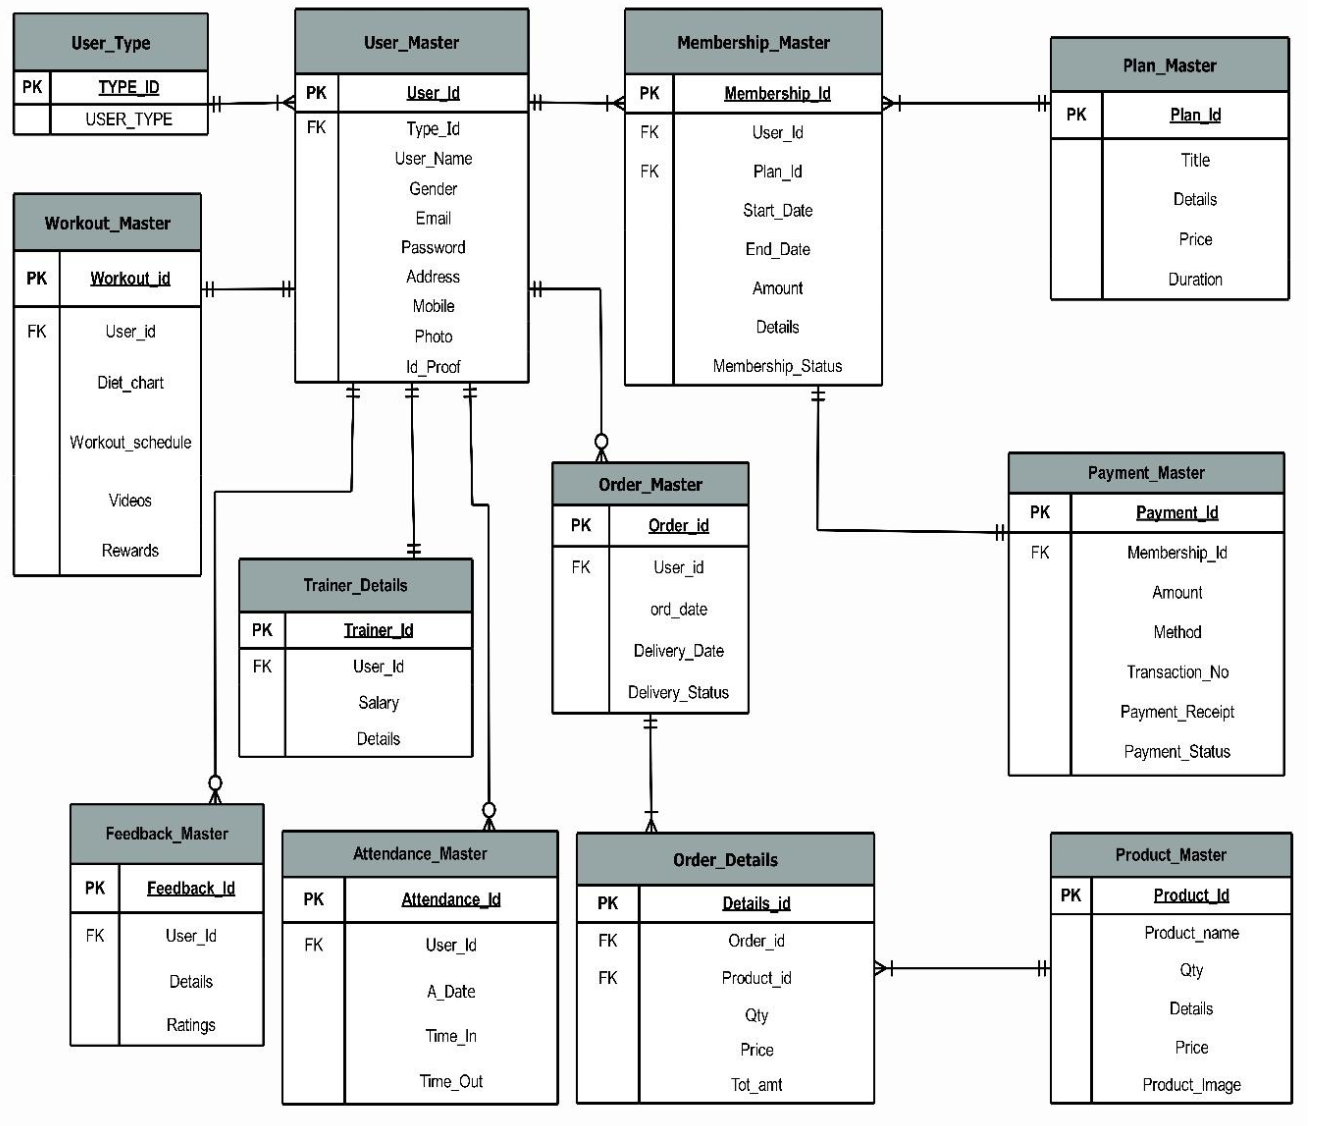 User_Type
PK TYPE_ID
USER_TYPE
User_Master
PK User_Id
FK Type_Id
User_Name
Gender
Email
Password
Address
Mobile
Photo
Id_Proof
Membership_Master
PK Membership_Id
FK User_Id
FK Plan_Id
Start_Date
End_Date
Amount
Details
Membership_Status
Plan_Master
PK Plan_Id
Title
Details
Price
Duration
Workout_Master
PK Workout_id
FK User_id
Diet_chart
Workout_schedule
Videos
Rewards
Order_Master
PK Order_id
FK User_id
ord_date
Delivery_Date
Delivery_Status
Payment_Master
PK Payment_Id
FK Membership_Id
Amount
Method
Transaction_No
Payment_Receipt
Payment_Status
Trainer_Details
PK Trainer_Id
FK User_Id
Salary
Details
Feedback_Master
PK Feedback_Id
FK User_Id
Details
Ratings
Attendance_Master
PK Attendance_Id
FK User_Id
A_Date
Time_In
Time_Out
Order_Details
PK Details_id
FK Order_id
FK Product_id
Qty
Price
Tot_amt
Product_Master
PK Product_Id
Product_name
Qty
Details
Price
Product_Image